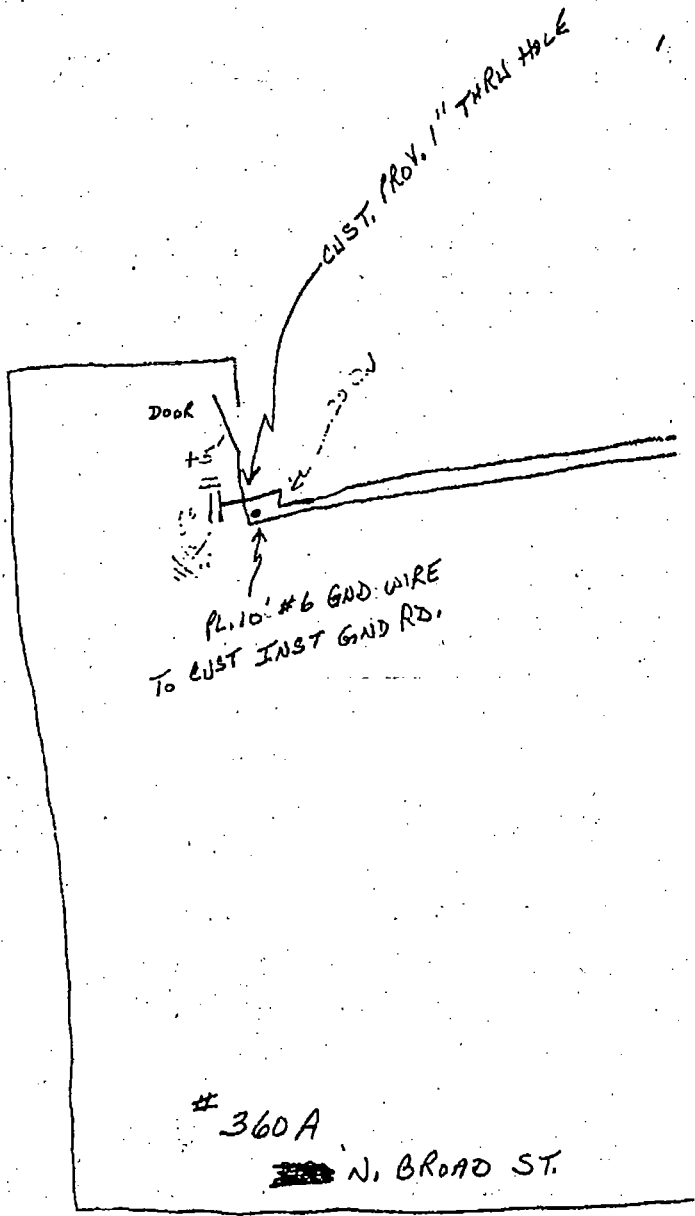 CUST. PROV. 1" THRU HOLE
DOOR
+5'
PL. 10' #6 GND WIRE
TO CUST INST GND RD.
# 360A
N. BROAD ST.